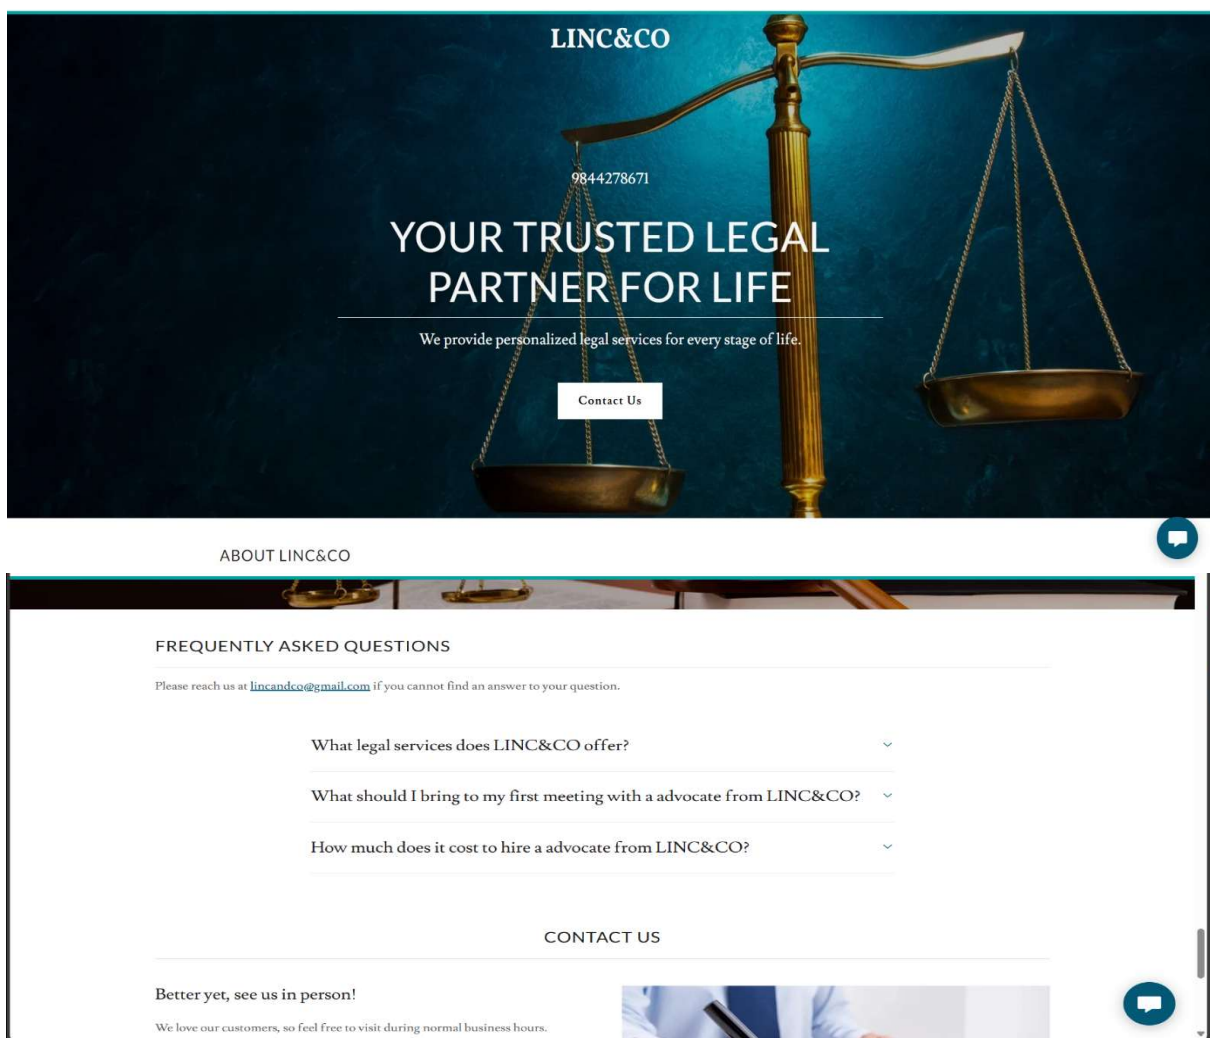 LINC&CO
9844278671
YOUR TRUSTED LEGAL
PARTNER FOR LIFE
We provide personalized legal services for every stage of life.
Contact Us
ABOUT LINC&CO
FREQUENTLY ASKED QUESTIONS
Please reach us at lincandco@gmail.com if you cannot find an answer to your question.
What legal services does LINC&CO offer?
What should I bring to my first meeting with a advocate from LINC&CO?
How much does it cost to hire a advocate from LINC&CO?
CONTACT US
Better yet, see us in person!
We love our customers, so feel free to visit during normal business hours.